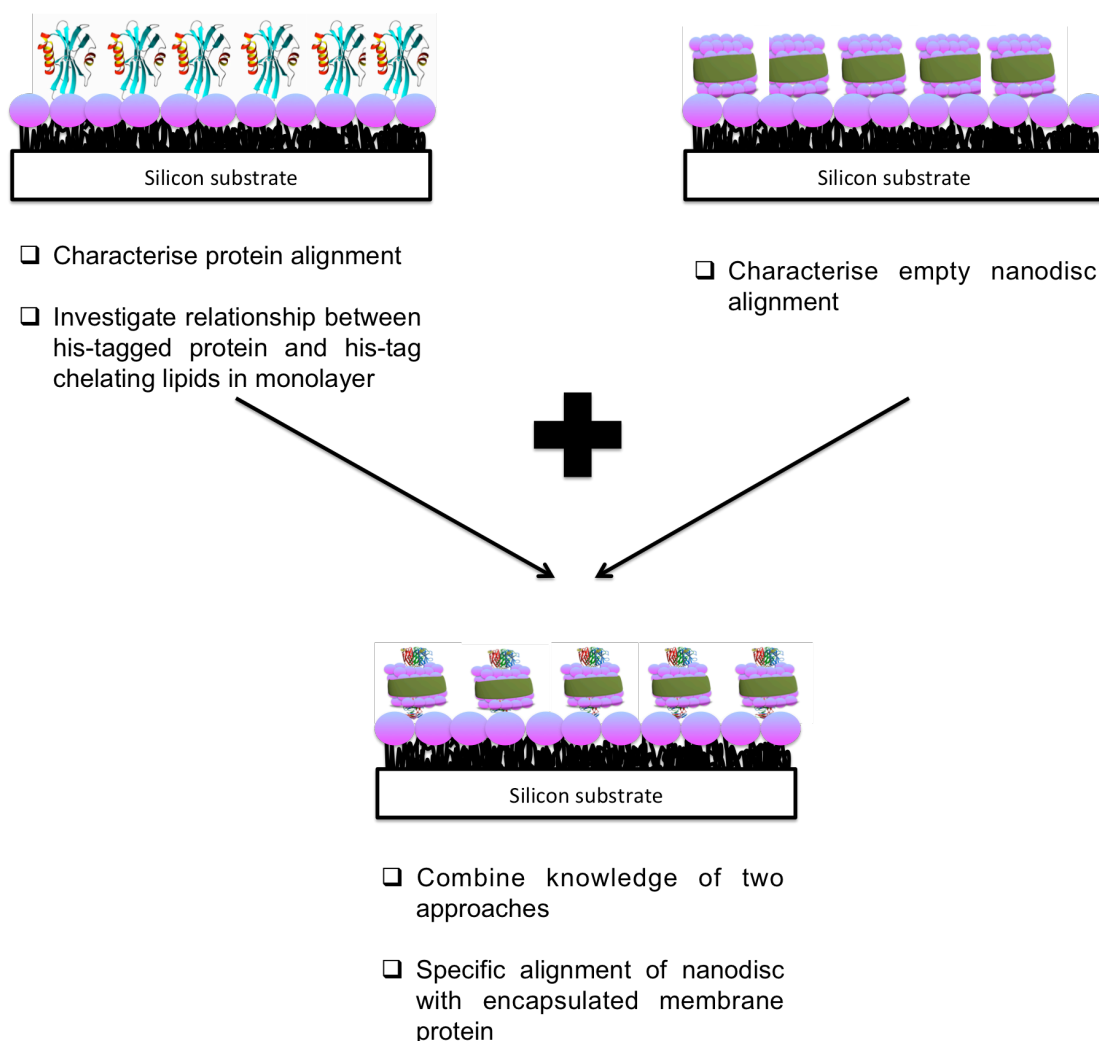 Silicon substrate
Silicon substrate
❑ Characterise protein alignment
❑ Investigate relationship between
his-tagged protein and his-tag
chelating lipids in monolayer
❑ Characterise empty nanodisc
alignment
Silicon substrate
❑ Combine knowledge of two
approaches
❑ Specific alignment of nanodisc
with encapsulated membrane
protein